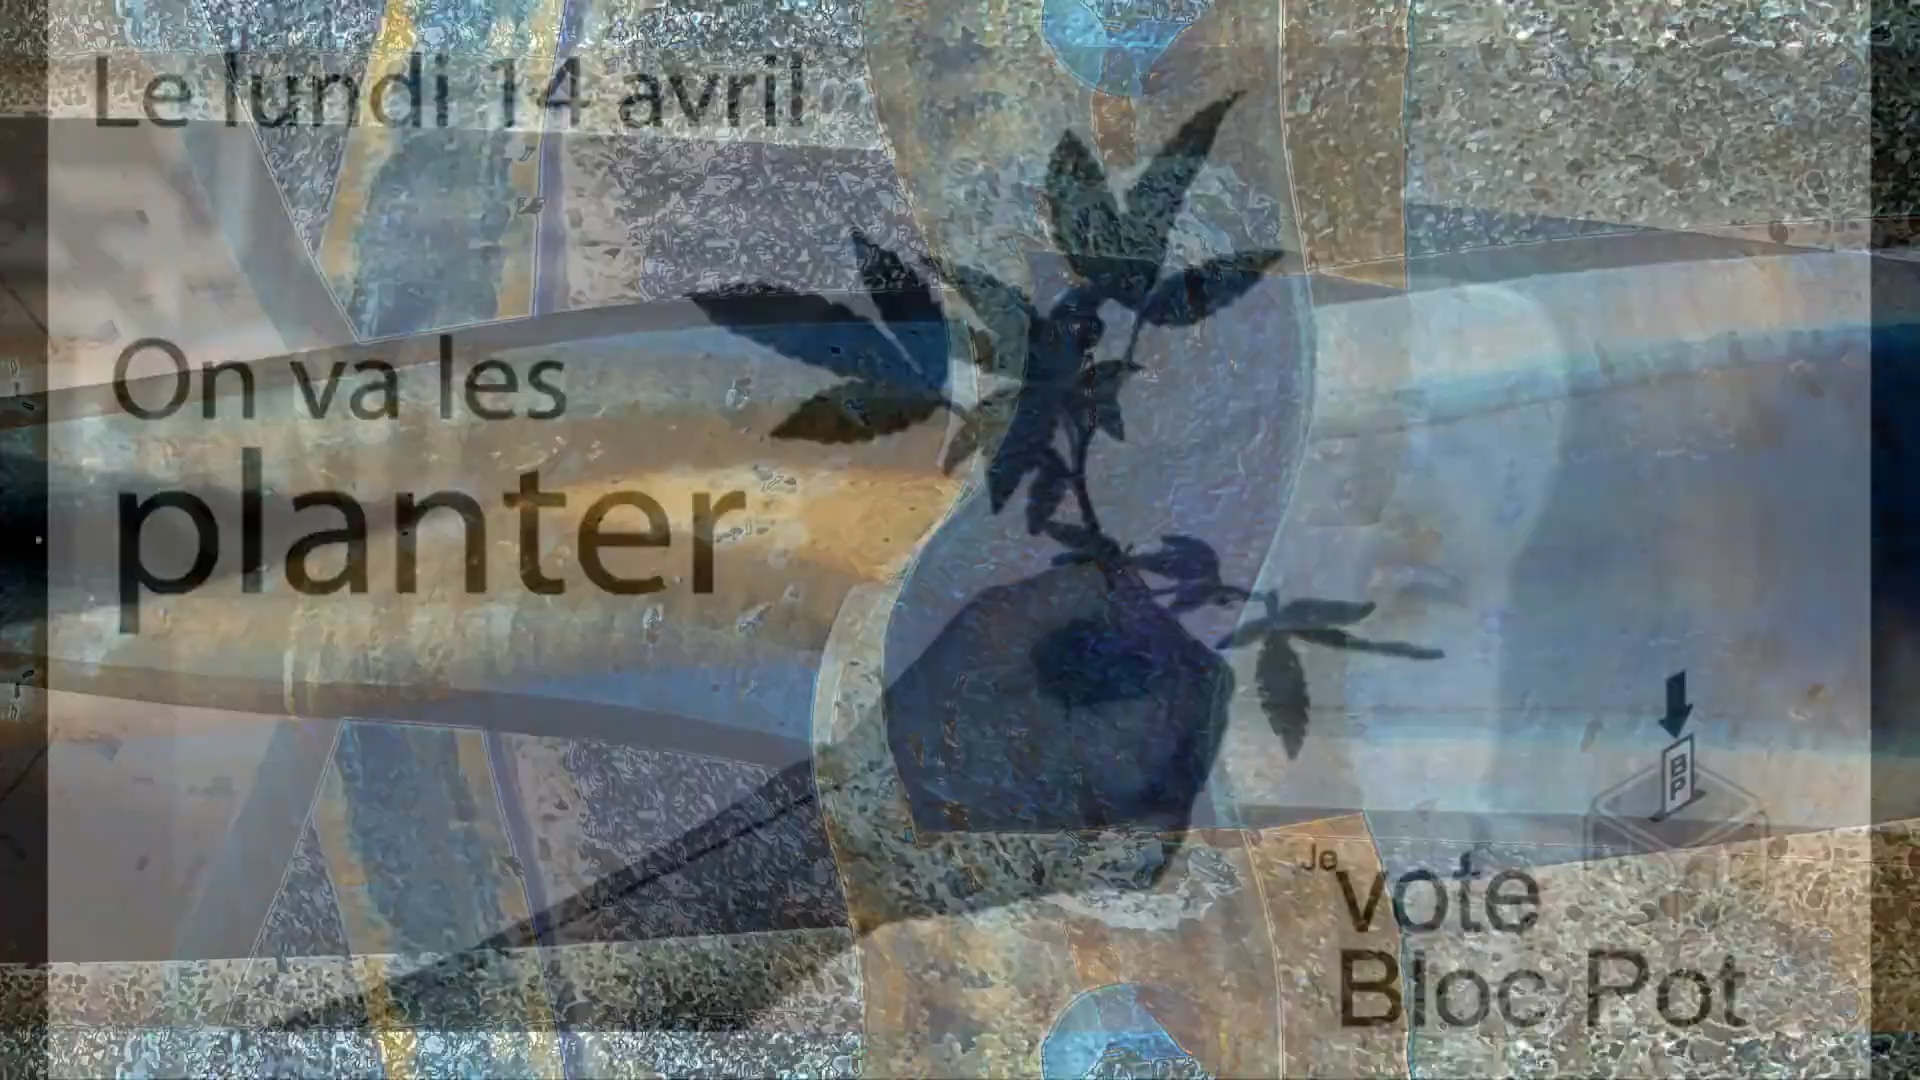 Le lundi 14 avril
On va les
planter
BP
Je
vote
Bloc Pot